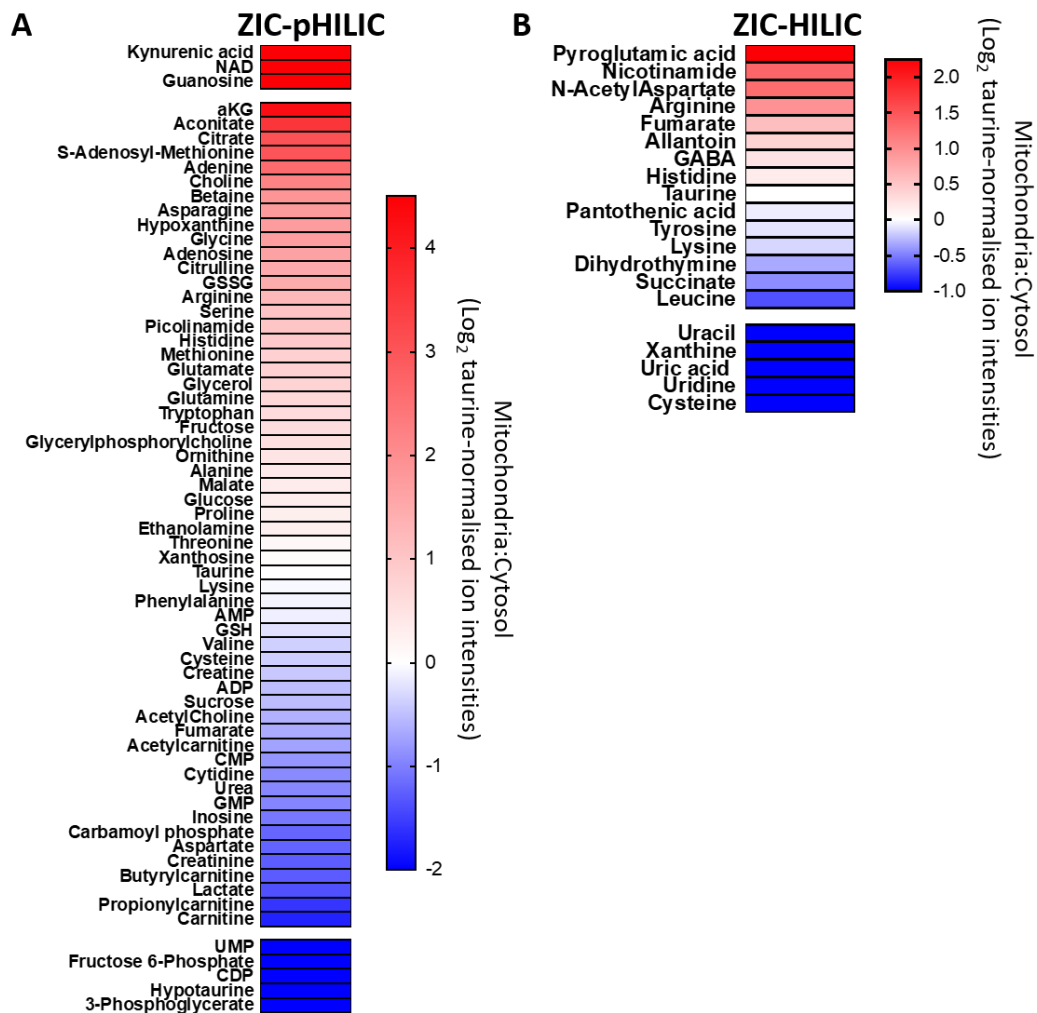 A
ZIC-pHILIC
Kynurenic acid
NAD
Guanosine
aKG
Aconitate
Citrate
S-Adenosyl-Methionine
Adenine
Choline
Betaine
Asparagine
Hypoxanthine
Glycine
Adenosine
Citrulline
GSSG
Arginine
Serine
Picolinamide
Histidine
Methionine
Glutamate
Glycerol
Glutamine
Tryptophan
Fructose
Glycerylphosphorylcholine
Ornithine
Alanine
Malate
Glucose
Proline
Ethanolamine
Threonine
Xanthosine
Taurine
Lysine
Phenylalanine
AMP
GSH
Valine
Cysteine
Creatine
ADP
Sucrose
AcetylCholine
Fumarate
Acetylcarnitine
CMP
Cytidine
Urea
GMP
Inosine
Carbamoyl phosphate
Aspartate
Creatinine
Butyrylcarnitine
Lactate
Propionylcarnitine
Carnitine
UMP
Fructose 6-Phosphate
CDP
Hypotaurine
3-Phosphoglycerate
4
3
2
1
0
-1
-2
Mitochondria:Cytosol
(Log₂ taurine-normalised ion intensities)
B
ZIC-HILIC
Pyroglutamic acid
Nicotinamide
N-AcetylAspartate
Arginine
Fumarate
Allantoin
GABA
Histidine
Taurine
Pantothenic acid
Tyrosine
Lysine
Dihydrothymine
Succinate
Leucine
Uracil
Xanthine
Uric acid
Uridine
Cysteine
2.0
1.5
1.0
0.5
0
-0.5
-1.0
Mitochondria:Cytosol
(Log₂ taurine-normalised ion intensities)